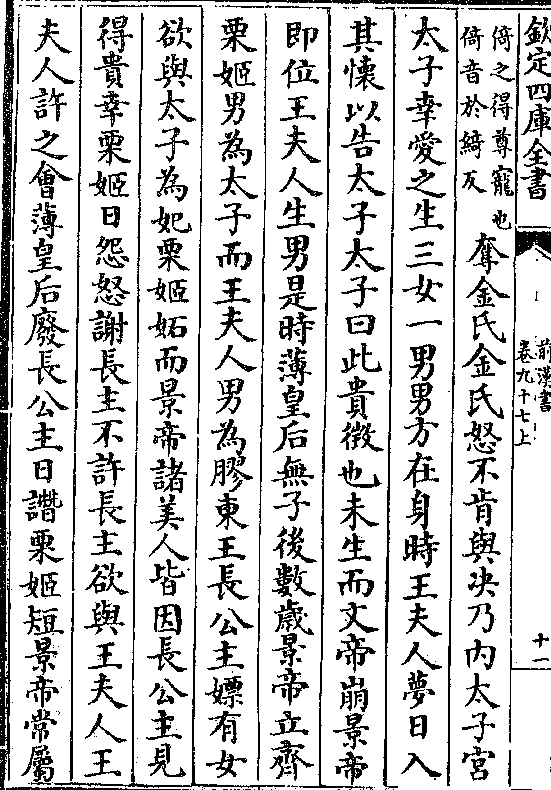 欽定四庫全書
前漢書
卷九十七上
十一
倚之得尊寵也
倚音於綺反
奪金氏金氏怒不肯與決乃內太子宮
太子幸愛之生三女一男男方在身時王夫人夢日入
其懷以告太子太子曰此貴徴也未生而文帝崩景帝
即位王夫人生男是時薄皇后無子後數歲景帝立齊
栗姬男為太子而王夫人男為膠東王長公主嫖有女
欲與太子為妃栗姬妬而景帝諸美人皆因長公主見
得貴幸栗姬日怨怒謝長主不許長主欲與王夫人王
夫人許之會薄皇后廢長公主日譖栗姬短景帝常屬